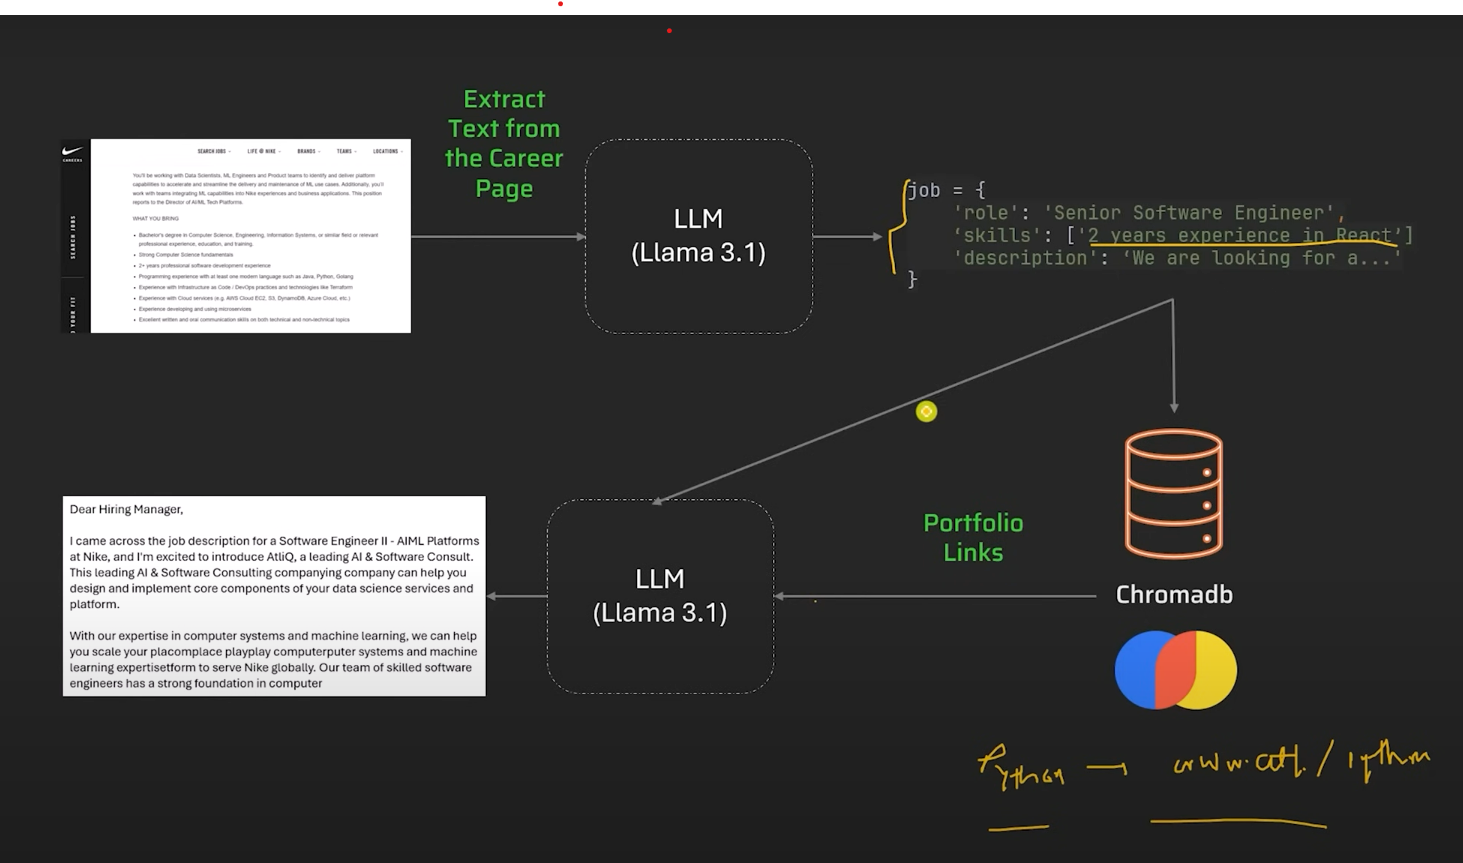 Extract
Text from
the Career
Page
CAREERS
SEARCH JOBS
LIFE @ NIKE
BRANDS
TEAMS
LOCATIONS
SEARCH JOBS
YOUR FIT
You'll be working with Data Scientists, ML Engineers and Product teams to identify and deliver platform
capabilities to accelerate and streamline the delivery and maintenance of ML use cases. Additionally, you'll
work with teams integrating ML capabilities into Nike experiences and business applications. This position
reports to the Director of AI/ML Tech Platforms.
WHAT YOU BRING
• Bachelor's degree in Computer Science, Engineering, Information Systems, or similar field or relevant
professional experience, education, and training.
• Strong Computer Science fundamentals
• 2+ years professional software development experience
• Programming experience with at least one modern language such as Java, Python, Golang
• Experience with Infrastructure as Code / DevOps practices and technologies like Terraform
• Experience with Cloud services (e.g. AWS Cloud EC2, S3, DynamoDB, Azure Cloud, etc.)
• Experience developing and using microservices
• Excellent written and oral communication skills on both technical and non-technical topics
LLM
(Llama 3.1)
job = {
'role': 'Senior Software Engineer',
‘skills': ['2 years experience in React’]
'description': ‘We are looking for a...'
}
Dear Hiring Manager,
I came across the job description for a Software Engineer II - AIML Platforms
at Nike, and I'm excited to introduce AtliQ, a leading AI & Software Consult.
This leading AI & Software Consulting companying company can help you
design and implement core components of your data science services and
platform.
With our expertise in computer systems and machine learning, we can help
you scale your placomplace playplay computerputer systems and machine
learning expertisetform to serve Nike globally. Our team of skilled software
engineers has a strong foundation in computer
LLM
(Llama 3.1)
Portfolio
Links
Chromadb
Python